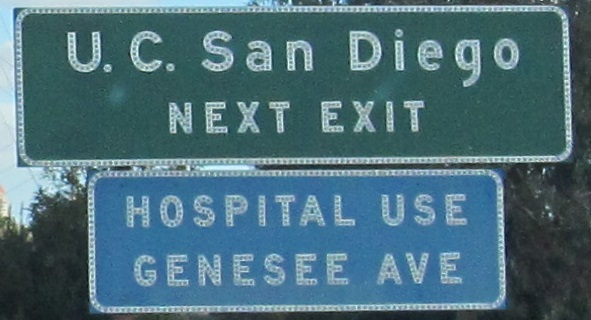 U.C. San Diego
NEXT EXIT
HOSPITAL USE
GENESEE AVE